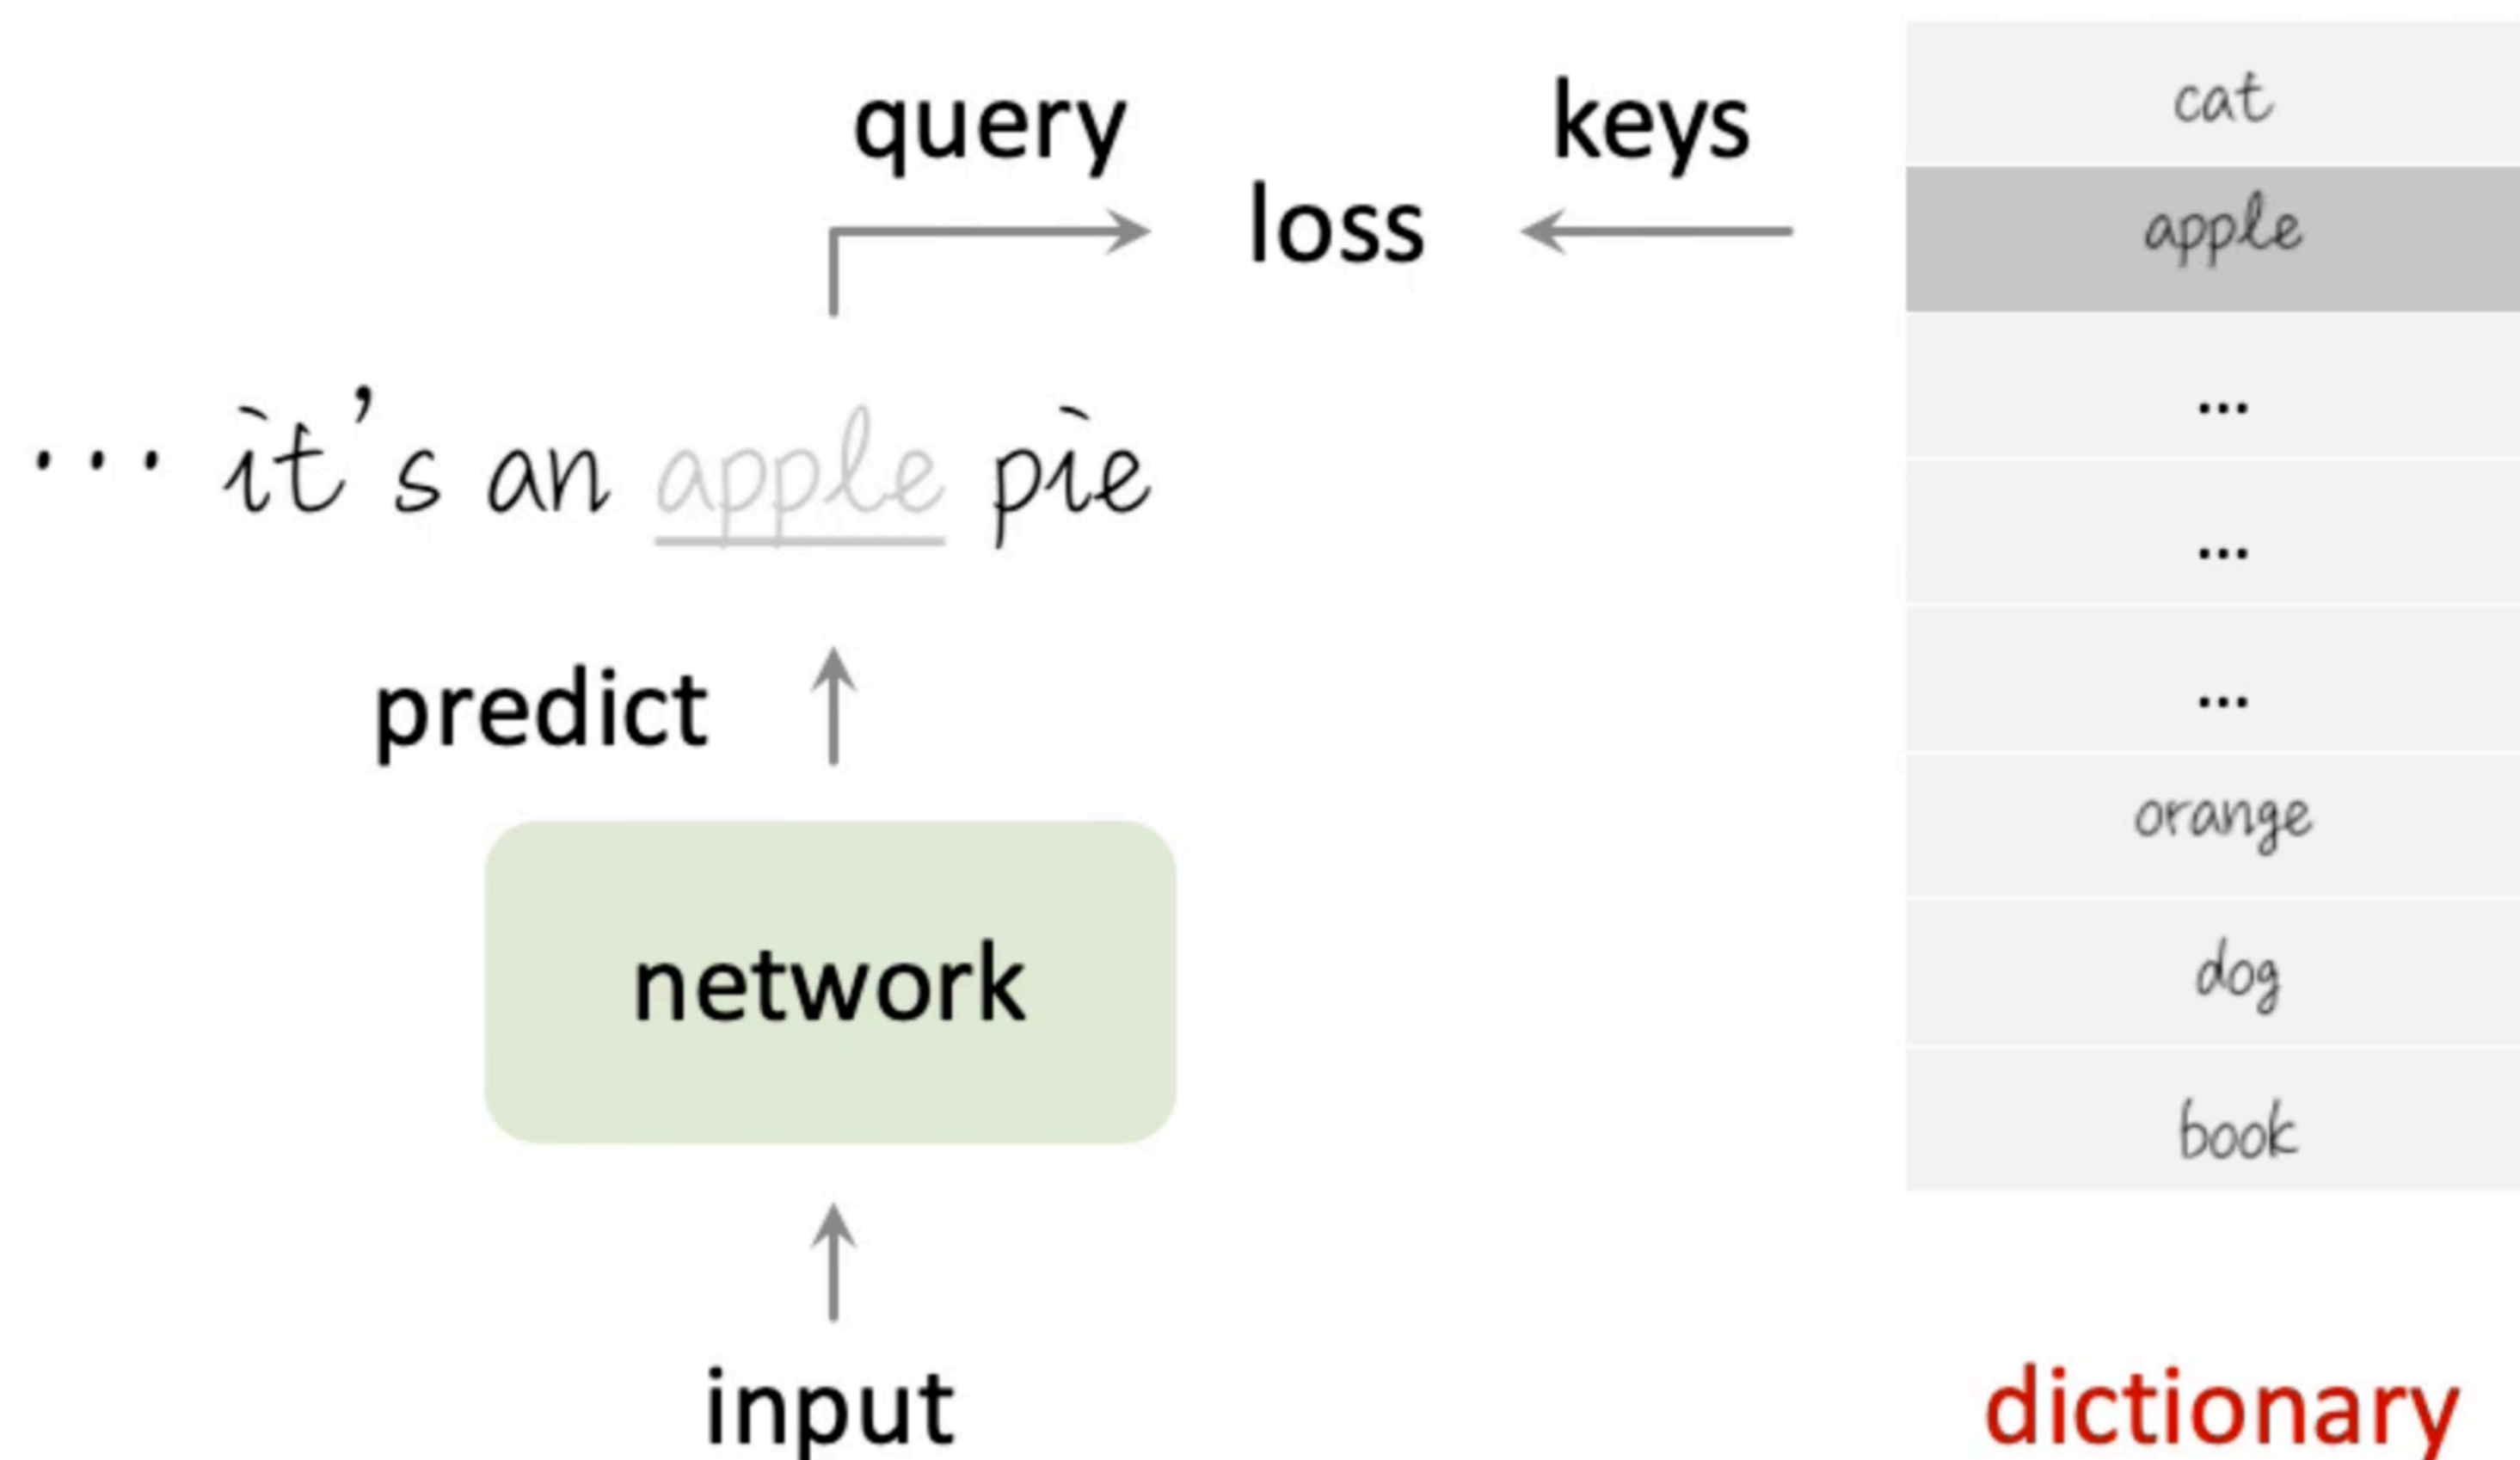 query
keys
loss
... it's an apple pie
predict
network
input
cat
apple
...
...
...
orange
dog
book
dictionary